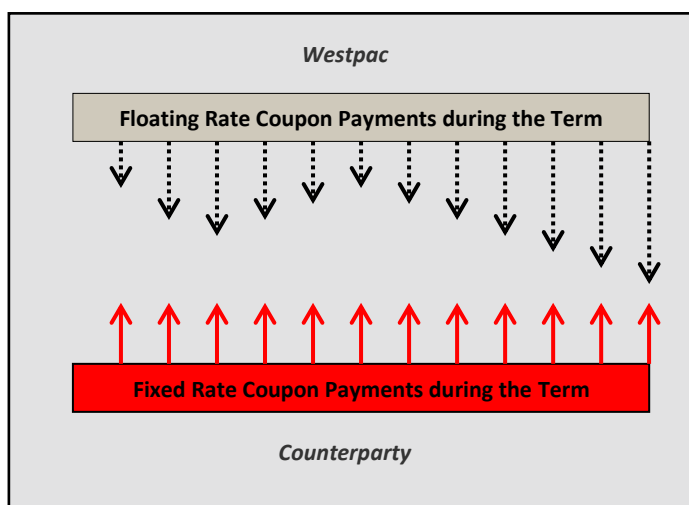 Westpac
Floating Rate Coupon Payments during the Term
Fixed Rate Coupon Payments during the Term
Counterparty